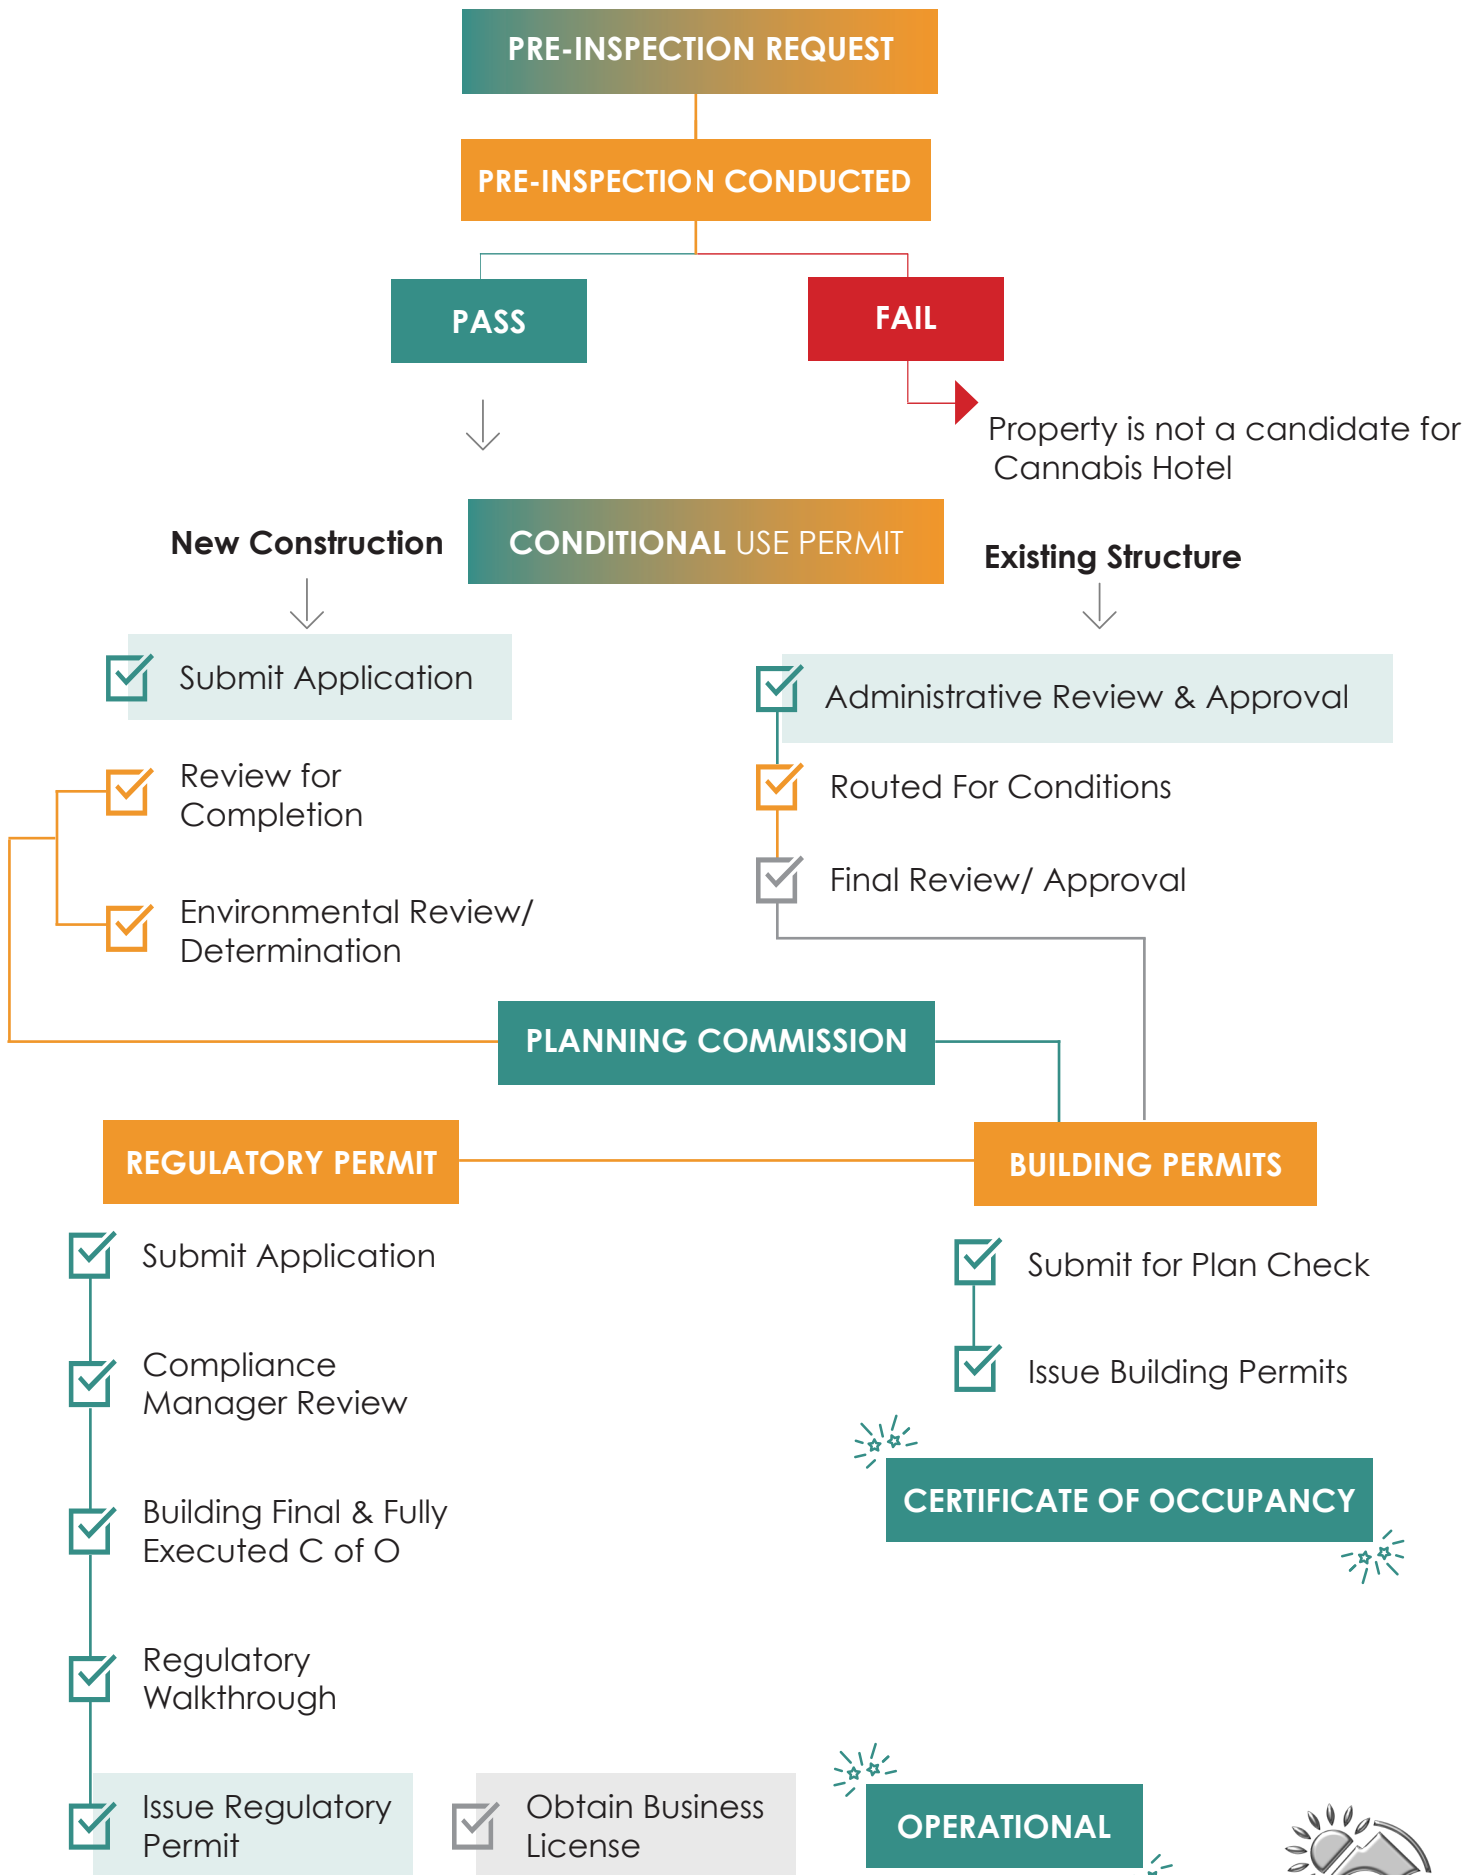 PRE-INSPECTION REQUEST
PRE-INSPECTION CONDUCTED
PASS
FAIL
Property is not a candidate for
Cannabis Hotel
New Construction
CONDITIONAL USE PERMIT
Existing Structure
Submit Application
Review for
Completion
Environmental Review/
Determination
Administrative Review & Approval
Routed For Conditions
Final Review/ Approval
PLANNING COMMISSION
REGULATORY PERMIT
BUILDING PERMITS
Submit Application
Compliance
Manager Review
Building Final & Fully
Executed C of O
Regulatory
Walkthrough
Issue Regulatory
Permit
Obtain Business
License
Submit for Plan Check
Issue Building Permits
CERTIFICATE OF OCCUPANCY
OPERATIONAL